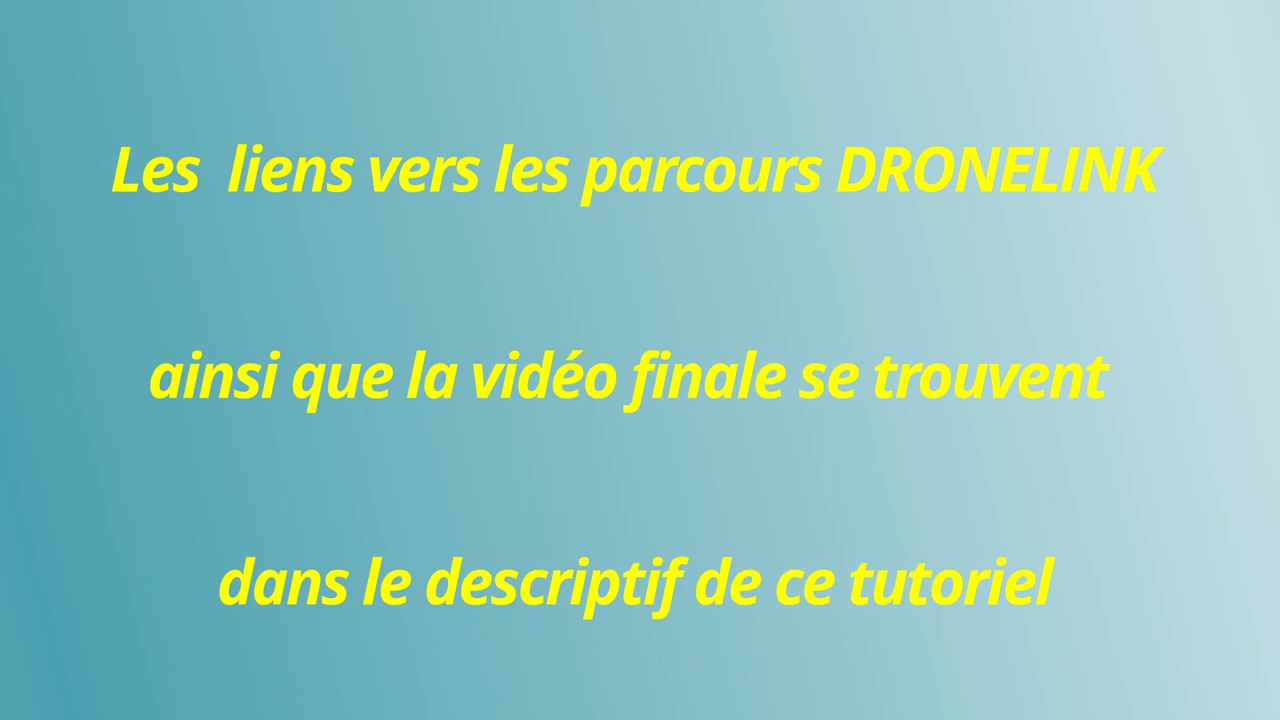 Les liens vers les parcours DRONELINK
ainsi que la vidéo finale se trouvent
dans le descriptif de ce tutoriel